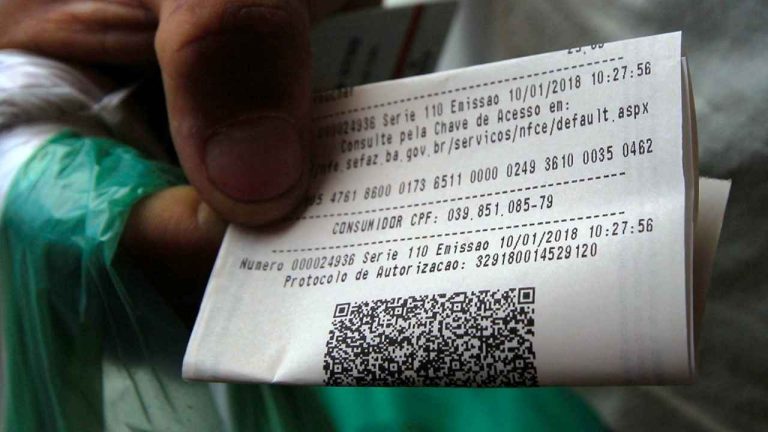 000024936 Serie 110 Emissao 10/01/2018 10:27:56
Consulte pela Chave de Acesso em:
.sefaz.ba.gov.br/servicos/nfce/default.aspx
4761 8600 0173 6511 0000 0249 3610 0035 0462
CONSUMIDOR CPF: 039.851.085-79
Numero 000024936 Serie 110 Emissao 10/01/2018 10:27:56
Protocolo de Autorizacao: 329180014529120